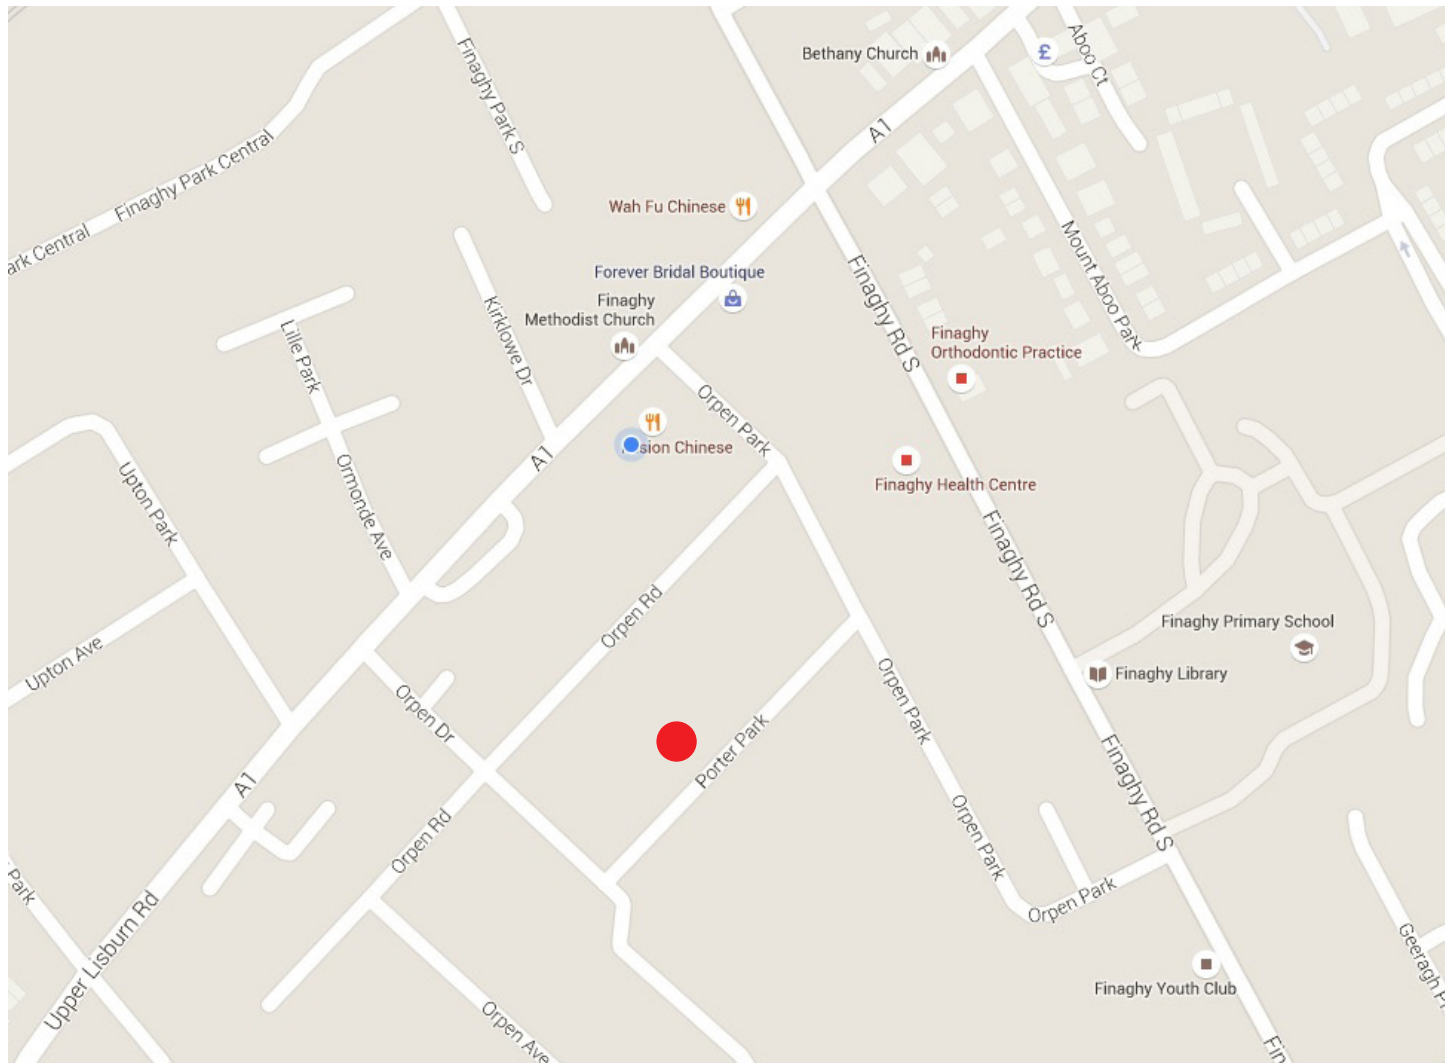 Finaghy Park S
Bethany Church
£
Aboo Ct
A1
Finaghy Park Central
Park Central
Wah Fu Chinese
Forever Bridal Boutique
Finaghy
Methodist Church
Kirklowe Dr
Finaghy Rd S
Mount Aboo Park
Finaghy
Orthodontic Practice
Lille Park
Orpen Park
Chinese
A1
Finaghy Health Centre
Ormonde Ave
Upton Park
Finaghy Rd S
Orpen Rd
Upton Ave
Finaghy Primary School
Finaghy Library
Orpen Dr
Orpen Park
Porter Park
A1
Finaghy Rd S
Orpen Rd
Orpen Park
Park
Orpen Park
Upper Lisburn Rd
Finaghy Youth Club
Geeragh
Orpen Ave
Fin